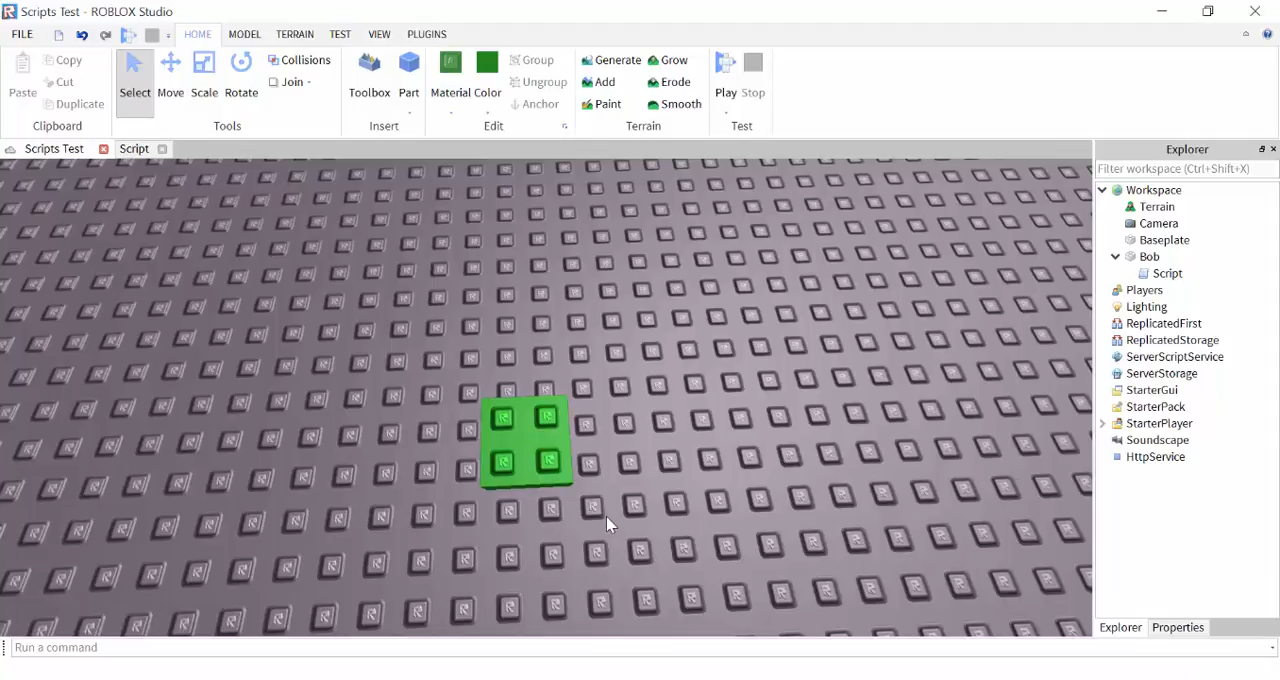 Scripts Test - ROBLOX Studio
FILE HOME MODEL TERRAIN TEST VIEW PLUGINS
Paste
Copy
Cut
Duplicate
Clipboard
Select Move Scale Rotate
Collisions
Join
Tools
Toolbox Part
Insert
Material Color
Group
Ungroup
Anchor
Edit
Generate Grow
Add Erode
Paint Smooth
Terrain
Play Stop
Test
Scripts Test Script
Explorer
Filter workspace (Ctrl+Shift+X)
Workspace
Terrain
Camera
Baseplate
Bob
Script
Players
Lighting
ReplicatedFirst
ReplicatedStorage
ServerScriptService
ServerStorage
StarterGui
StarterPack
StarterPlayer
Soundscape
HttpService
Explorer Properties
Run a command